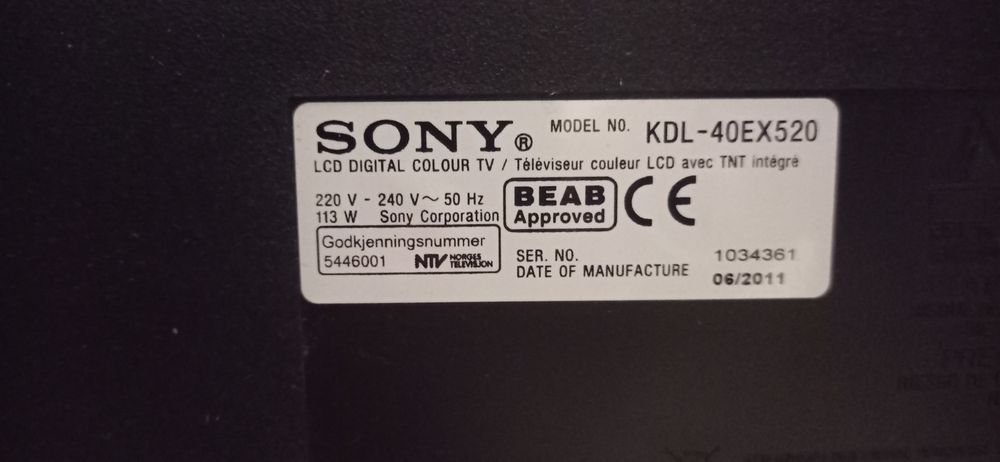 SONY® MODEL NO. KDL-40EX520
LCD DIGITAL COLOUR TV / Téléviseur couleur LCD avec TNT intégré
220 V - 240 V～ 50 Hz
113 W Sony Corporation
BEAB
Approved
CE
Godkjenningsnummer
5446001 NTV NORGES TELEVISJON
SER. NO. 1034361
DATE OF MANUFACTURE 06/2011